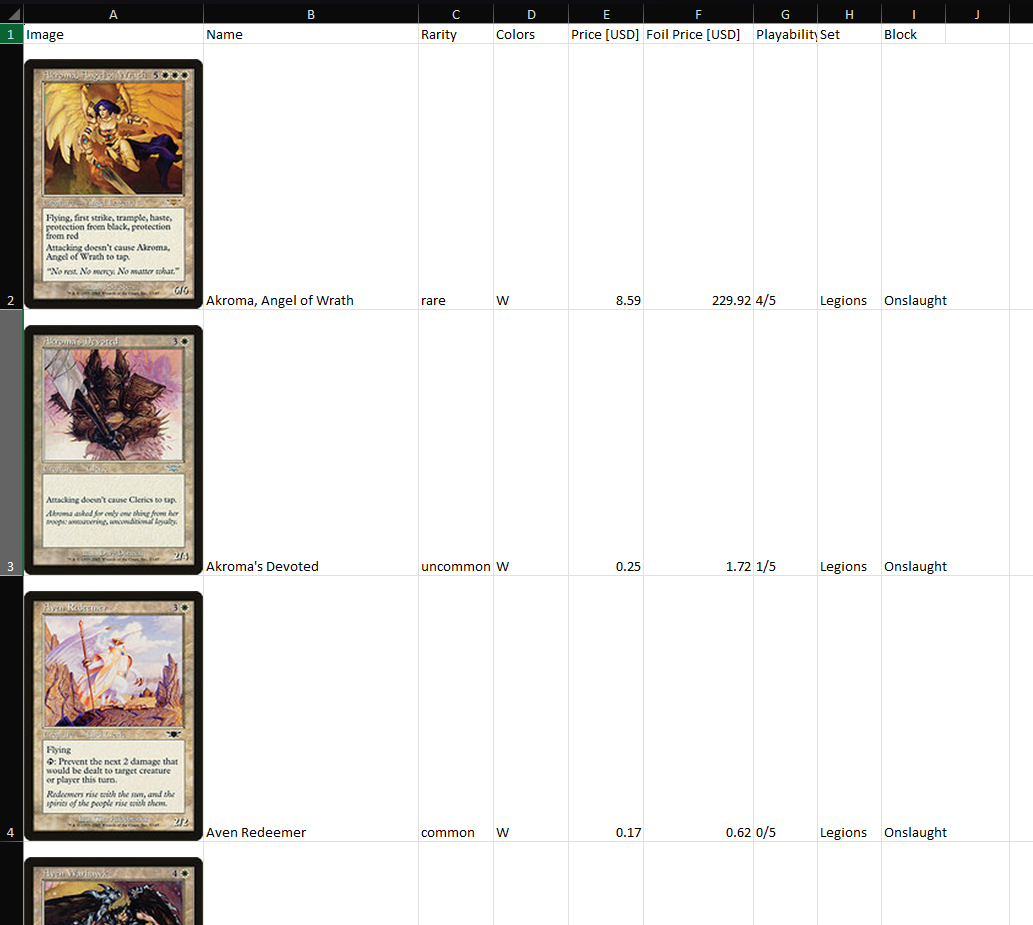 A B C D E F G H I J
1 Image Name Rarity Colors Price [USD] Foil Price [USD] Playability Set Block
Akroma, Angel of Wrath 5
Flying, first strike, trample, haste,
protection from black, protection
from red
Attacking doesn't cause Akroma,
Angel of Wrath to tap.
"No rest. No mercy. No matter what."
6/6
2 Akroma, Angel of Wrath rare W 8.59 229.92 4/5 Legions Onslaught
Akroma's Devoted 3
Attacking doesn't cause Clerics to tap.
Akroma asked for only one thing from her
troops: unwavering, unconditional loyalty.
2/4
3 Akroma's Devoted uncommon W 0.25 1.72 1/5 Legions Onslaught
Aven Redeemer 3
Flying
: Prevent the next 2 damage that
would be dealt to target creature
or player this turn.
Redeemers rise with the sun, and the
spirits of the people rise with them.
2/2
4 Aven Redeemer common W 0.17 0.62 0/5 Legions Onslaught
Aven Warhawk 4